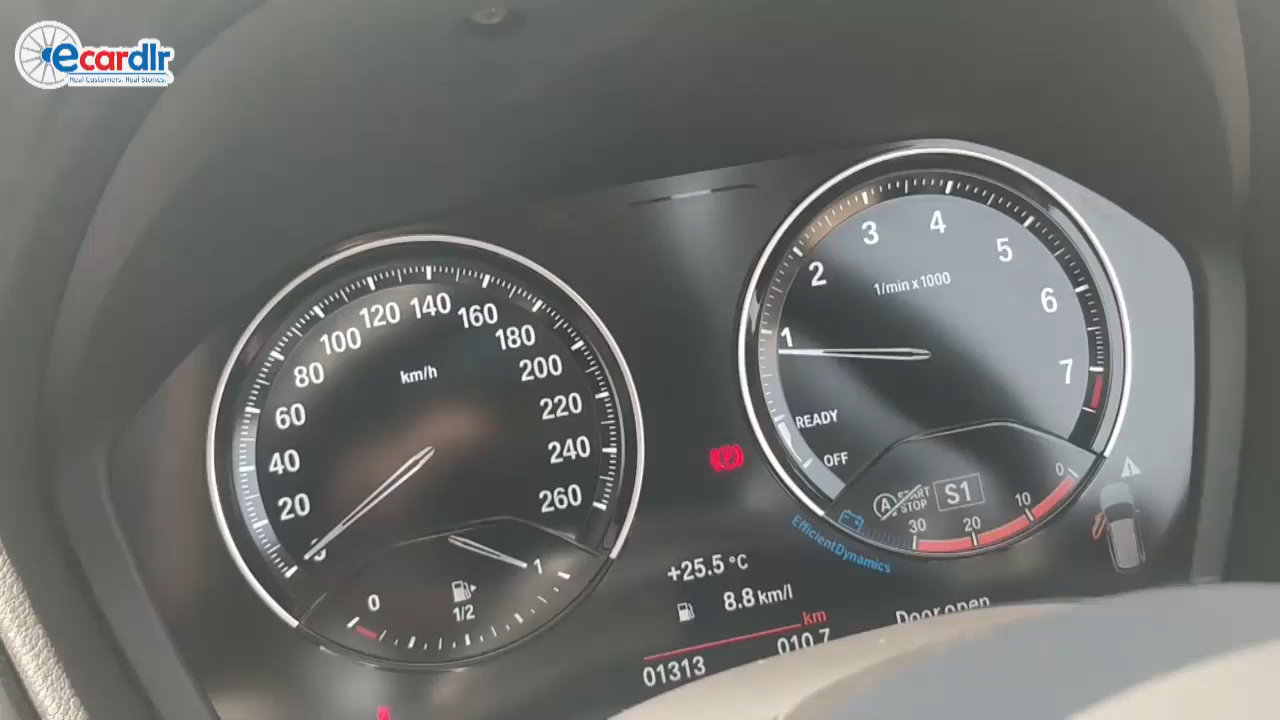 ecardlr
Real Customers. Real Stories.
0
20
40
60
80
100
120
140
160
180
200
220
240
260
km/h
0
1/2
1
1
2
3
4
5
6
7
1/min x 1000
READY
OFF
A START STOP
S1
30
20
10
0
EfficientDynamics
P
+25.5 °C
8.8 km/l
km
01313
010.7
Door open